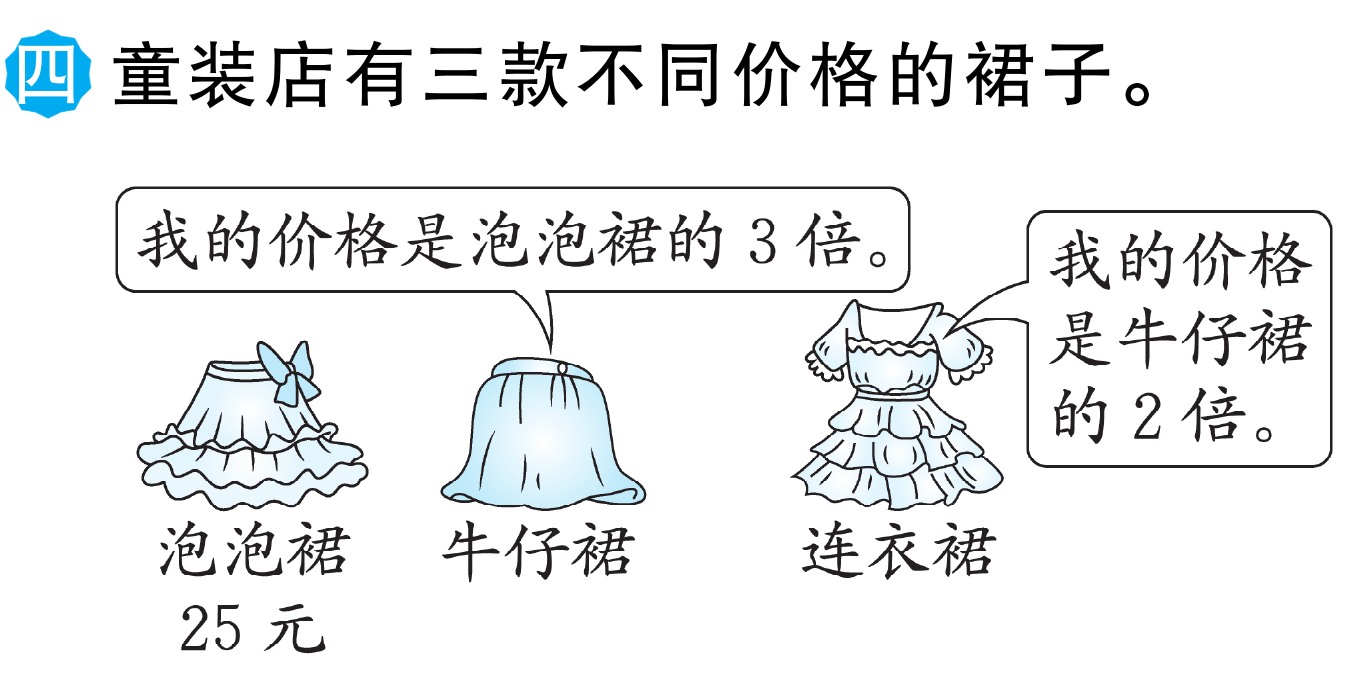 四 童装店有三款不同价格的裙子。
我的价格是泡泡裙的 3 倍。
我的价格
是牛仔裙
的 2 倍。
泡泡裙 牛仔裙 连衣裙
25 元